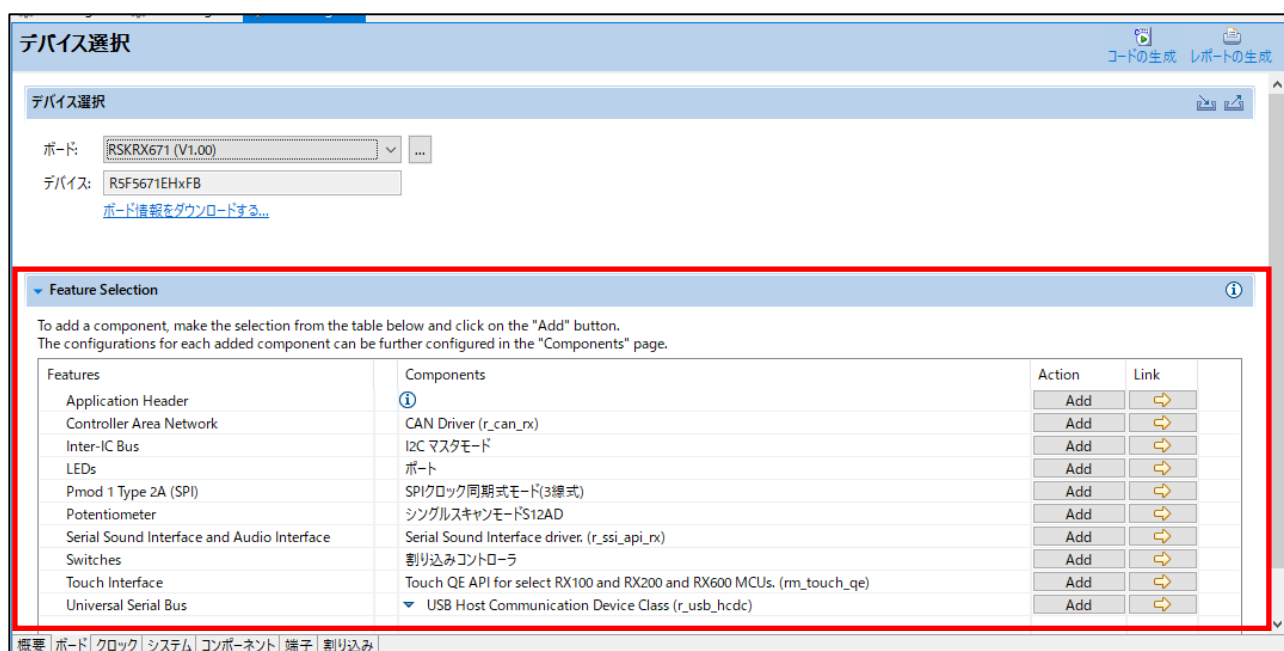 デバイス選択
コードの生成 レポートの生成
デバイス選択
ボード: RSKRX671 (V1.00) ...
デバイス: R5F5671EHxFB
ボード情報をダウンロードする...
Feature Selection
To add a component, make the selection from the table below and click on the "Add" button.
The configurations for each added component can be further configured in the "Components" page.
Features Components Action Link
Application Header Add
Controller Area Network CAN Driver (r_can_rx) Add
Inter-IC Bus I2C マスタモード Add
LEDs ポート Add
Pmod 1 Type 2A (SPI) SPIクロック同期式モード(3線式) Add
Potentiometer シングルスキャンモードS12AD Add
Serial Sound Interface and Audio Interface Serial Sound Interface driver. (r_ssi_api_rx) Add
Switches 割り込みコントローラ Add
Touch Interface Touch QE API for select RX100 and RX200 and RX600 MCUs. (rm_touch_qe) Add
Universal Serial Bus USB Host Communication Device Class (r_usb_hcdc) Add
概要 ボード クロック システム コンポーネント 端子 割り込み